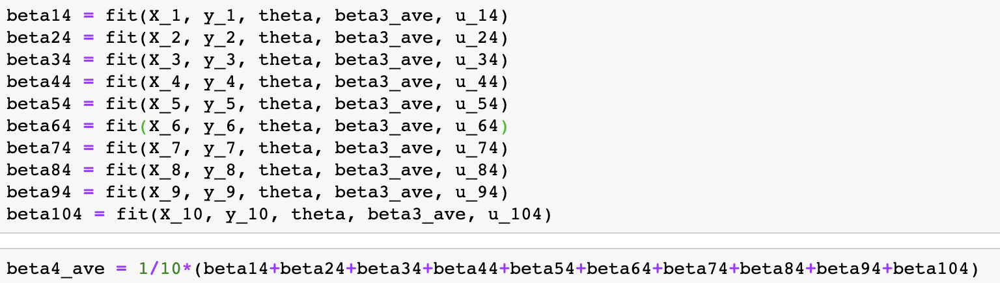 beta14 = fit(X_1, y_1, theta, beta3_ave, u_14)
beta24 = fit(X_2, y_2, theta, beta3_ave, u_24)
beta34 = fit(X_3, y_3, theta, beta3_ave, u_34)
beta44 = fit(X_4, y_4, theta, beta3_ave, u_44)
beta54 = fit(X_5, y_5, theta, beta3_ave, u_54)
beta64 = fit(X_6, y_6, theta, beta3_ave, u_64)
beta74 = fit(X_7, y_7, theta, beta3_ave, u_74)
beta84 = fit(X_8, y_8, theta, beta3_ave, u_84)
beta94 = fit(X_9, y_9, theta, beta3_ave, u_94)
beta104 = fit(X_10, y_10, theta, beta3_ave, u_104)
beta4_ave = 1/10*(beta14+beta24+beta34+beta44+beta54+beta64+beta74+beta84+beta94+beta104)